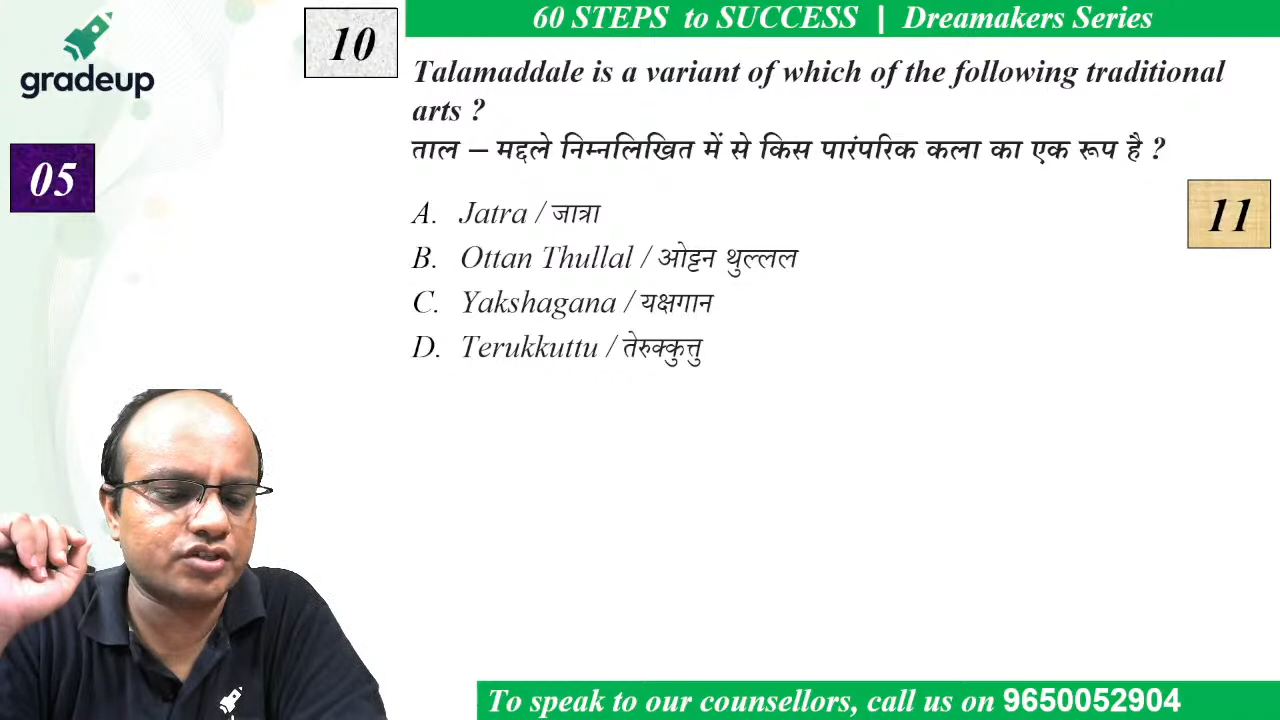 60 STEPS to SUCCESS | Dreamakers Series
10
gradeup
Talamaddale is a variant of which of the following traditional
arts ?
ताल – मद्दले निम्नलिखित में से किस पारंपरिक कला का एक रूप है ?
05
11
A. Jatra / जात्रा
B. Ottan Thullal / ओट्टन थुल्लल
C. Yakshagana / यक्षगान
D. Terukkuttu / तेरुक्कुत्तु
To speak to our counsellors, call us on 9650052904